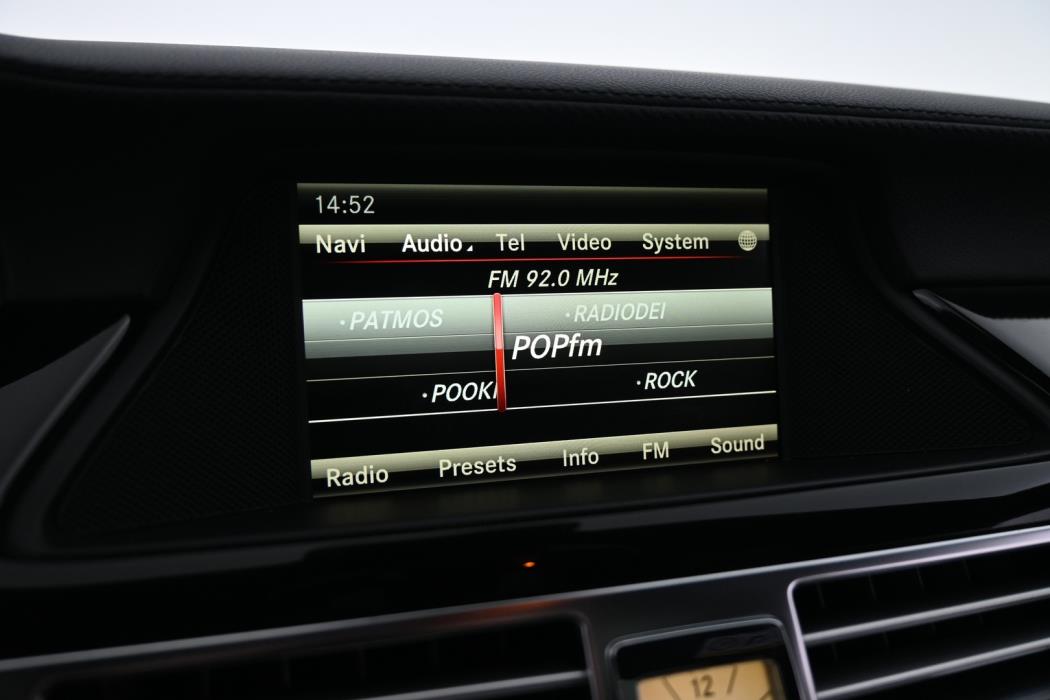 14:52
Navi Audio Tel Video System
FM 92.0 MHz
·PATMOS ·RADIODEI
POPfm
·POOKI ·ROCK
Radio Presets Info FM Sound
12